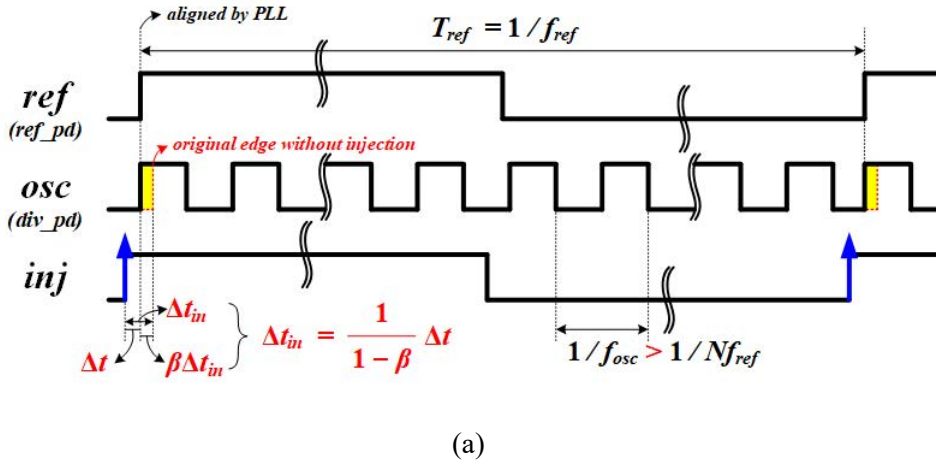 aligned by PLL
T_ref = 1 / f_ref
ref
(ref_pd)
original edge without injection
osc
(div_pd)
inj
Δt_in
Δt_in = 1 / (1 − β) Δt
Δt βΔt_in
1 / f_osc > 1 / Nf_ref
(a)